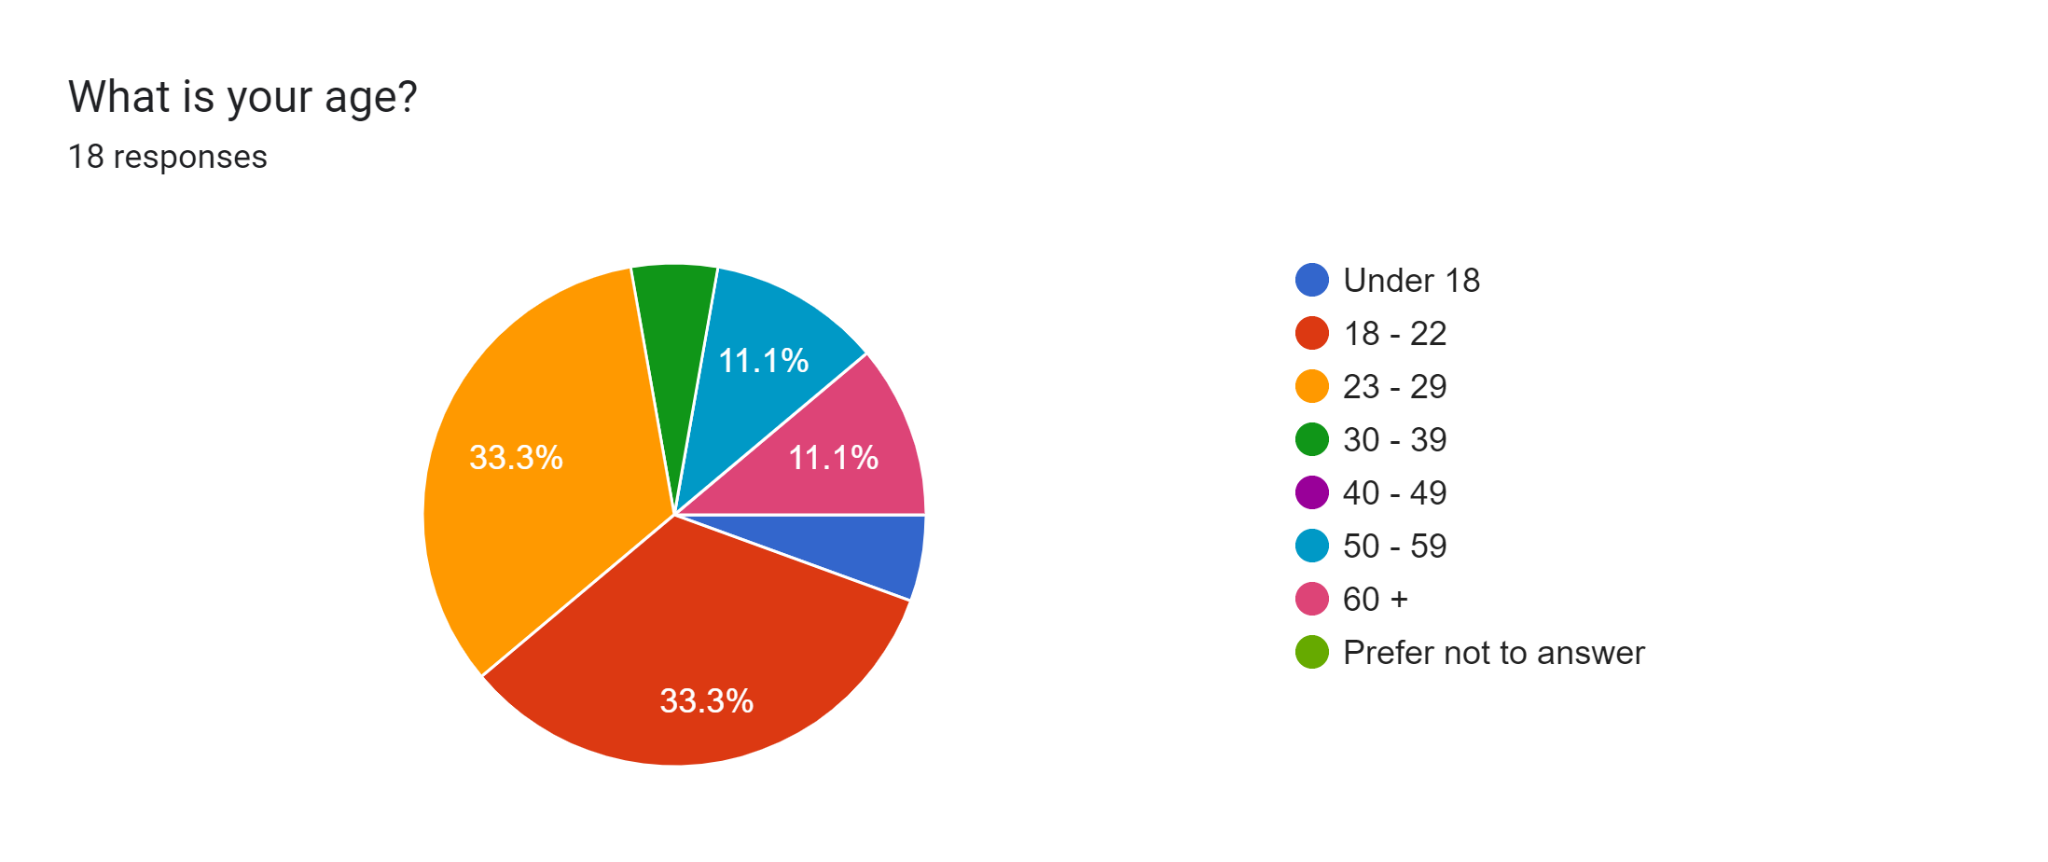 What is your age?
18 responses
11.1%
33.3%
11.1%
33.3%
Under 18
18 - 22
23 - 29
30 - 39
40 - 49
50 - 59
60 +
Prefer not to answer